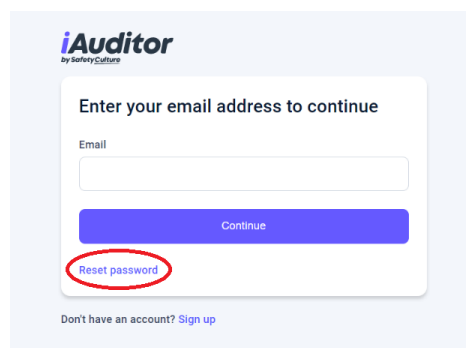 iAuditor
by SafetyCulture
Enter your email address to continue
Email
Continue
Reset password
Don't have an account? Sign up